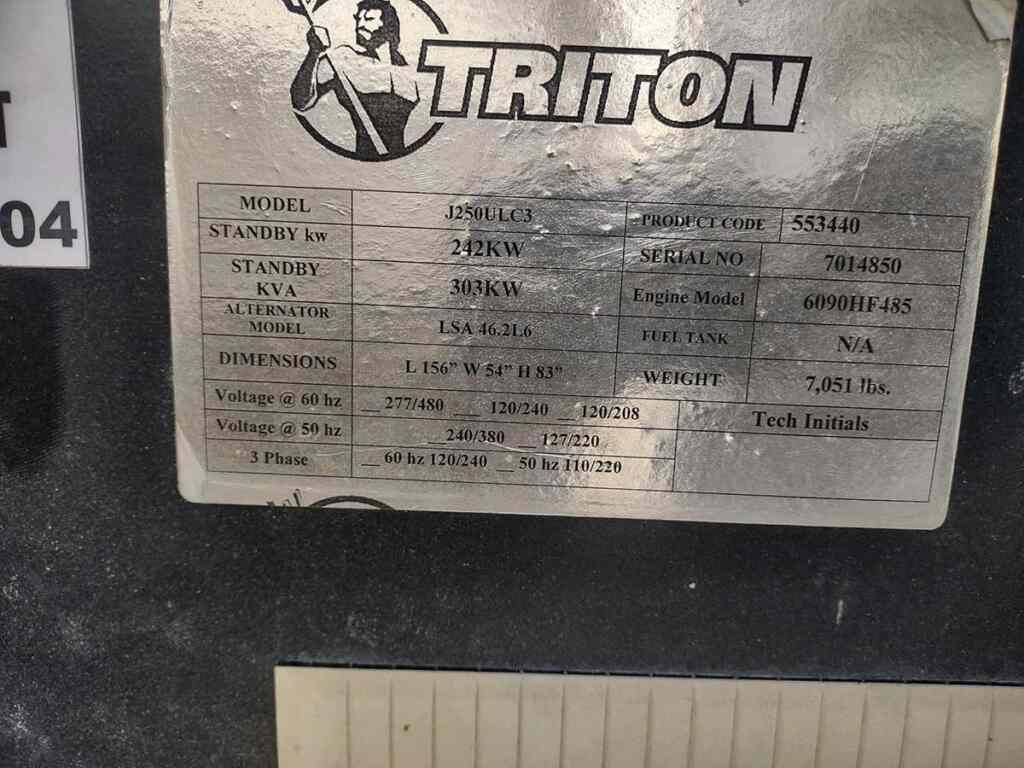 TRITON
MODEL J250ULC3 PRODUCT CODE 553440
STANDBY kw 242KW SERIAL NO 7014850
STANDBY KVA 303KW Engine Model 6090HF485
ALTERNATOR MODEL LSA 46.2L6 FUEL TANK N/A
DIMENSIONS L 156” W 54” H 83” WEIGHT 7,051 lbs.
Voltage @ 60 hz __ 277/480 __ 120/240 __ 120/208 Tech Initials
Voltage @ 50 hz __ 240/380 __ 127/220
3 Phase __ 60 hz 120/240 __ 50 hz 110/220
04